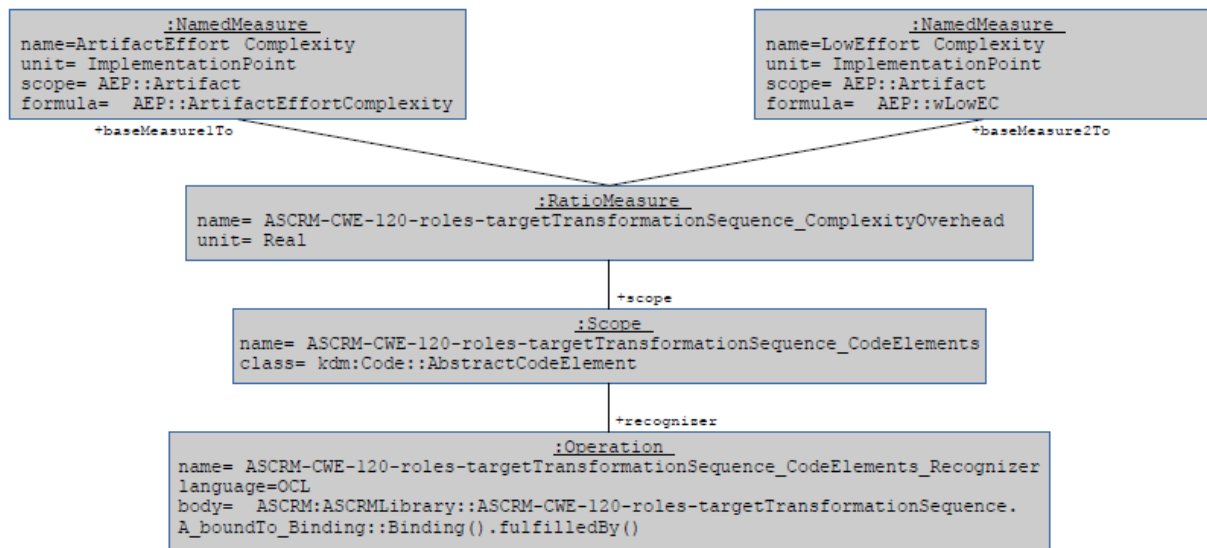 :NamedMeasure
name=ArtifactEffort Complexity
unit= ImplementationPoint
scope= AEP::Artifact
formula=  AEP::ArtifactEffortComplexity
:NamedMeasure
name=LowEffort Complexity
unit= ImplementationPoint
scope= AEP::Artifact
formula=  AEP::wLowEC
+baseMeasure1To
+baseMeasure2To
:RatioMeasure
name= ASCRM-CWE-120-roles-targetTransformationSequence_ComplexityOverhead
unit= Real
+scope
:Scope
name= ASCRM-CWE-120-roles-targetTransformationSequence_CodeElements
class= kdm:Code::AbstractCodeElement
+recognizer
:Operation
name= ASCRM-CWE-120-roles-targetTransformationSequence_CodeElements_Recognizer
language=OCL
body=  ASCRM:ASCRMLibrary::ASCRM-CWE-120-roles-targetTransformationSequence.
A_boundTo_Binding::Binding().fulfilledBy()